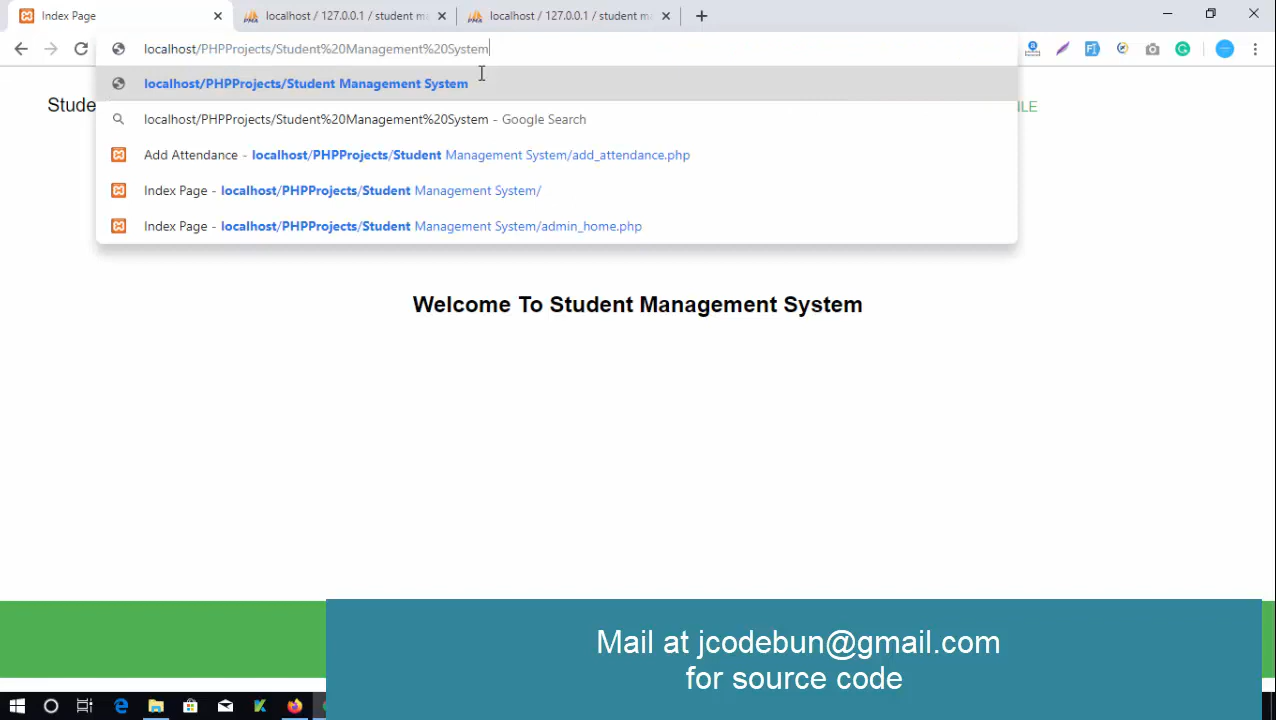 Index Page
localhost / 127.0.0.1 / student m
localhost / 127.0.0.1 / student m
localhost/PHPProjects/Student%20Management%20System
localhost/PHPProjects/Student Management System
localhost/PHPProjects/Student%20Management%20System - Google Search
Add Attendance - localhost/PHPProjects/Student Management System/add_attendance.php
Index Page - localhost/PHPProjects/Student Management System/
Index Page - localhost/PHPProjects/Student Management System/admin_home.php
Stude
ILE
Welcome To Student Management System
Mail at jcodebun@gmail.com
for source code